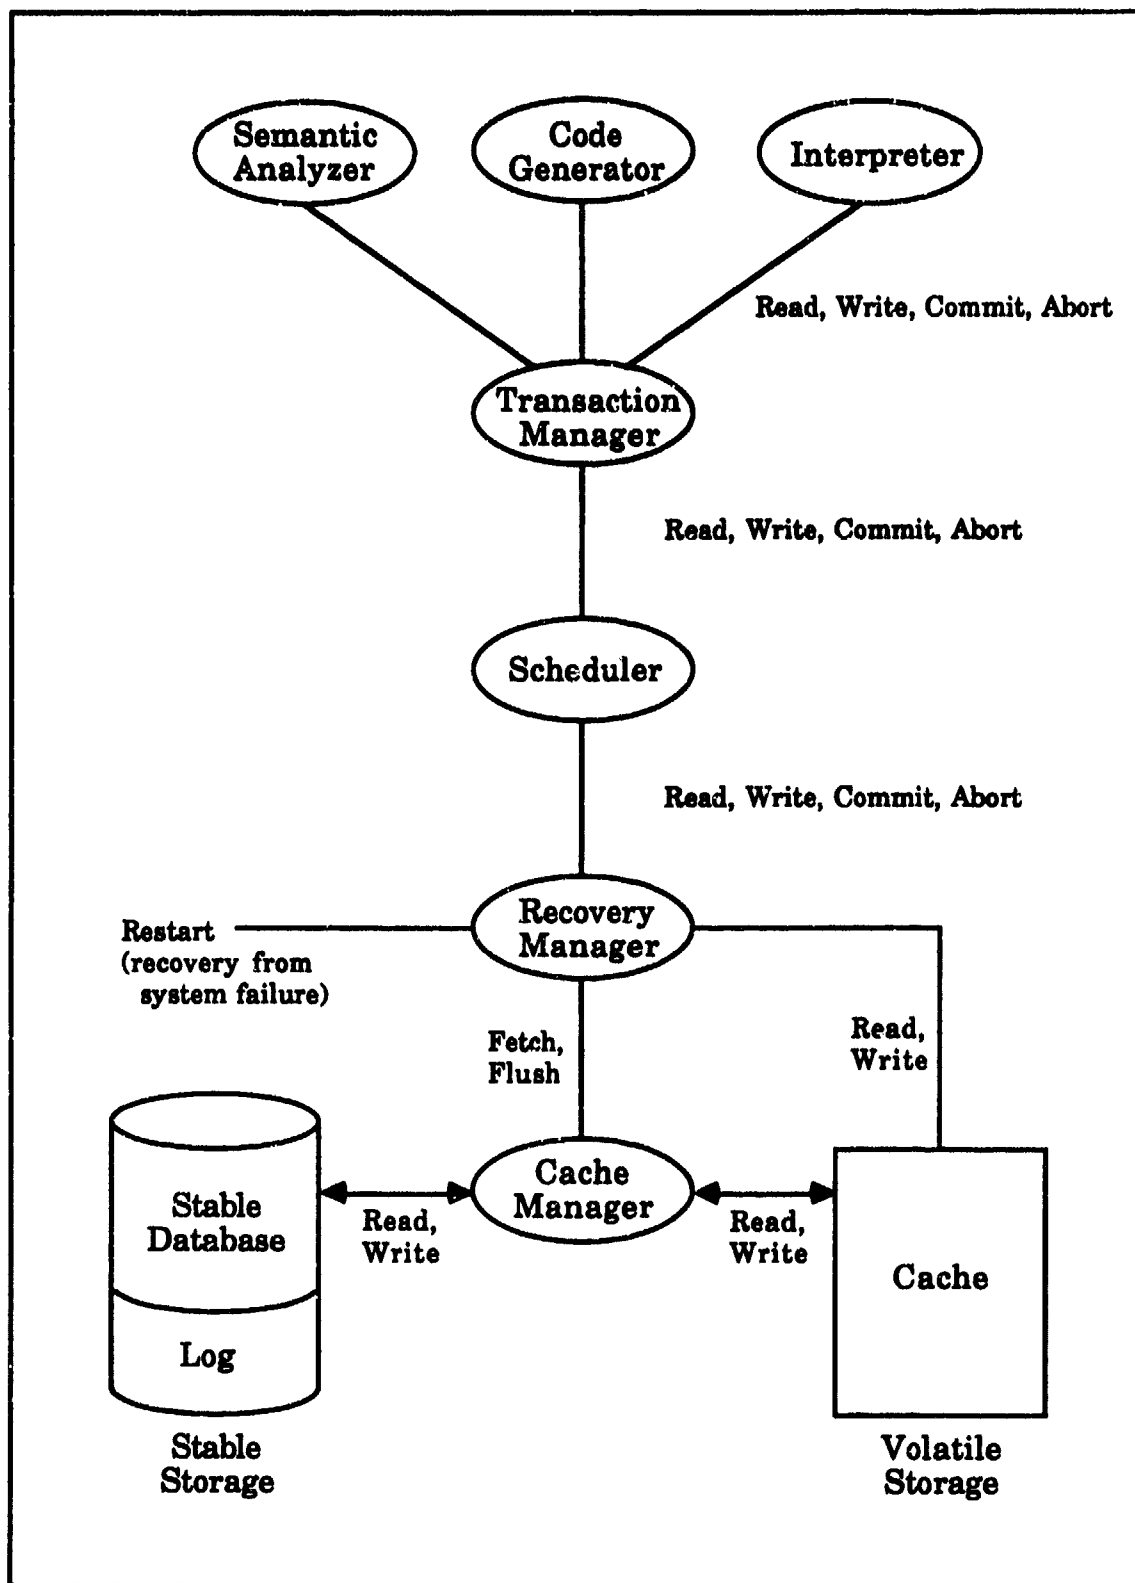 Semantic
Analyzer
Code
Generator
Interpreter
Read, Write, Commit, Abort
Transaction
Manager
Read, Write, Commit, Abort
Scheduler
Read, Write, Commit, Abort
Recovery
Manager
Restart
(recovery from
system failure)
Fetch,
Flush
Read,
Write
Stable
Database
Read,
Write
Cache
Manager
Read,
Write
Cache
Log
Stable
Storage
Volatile
Storage